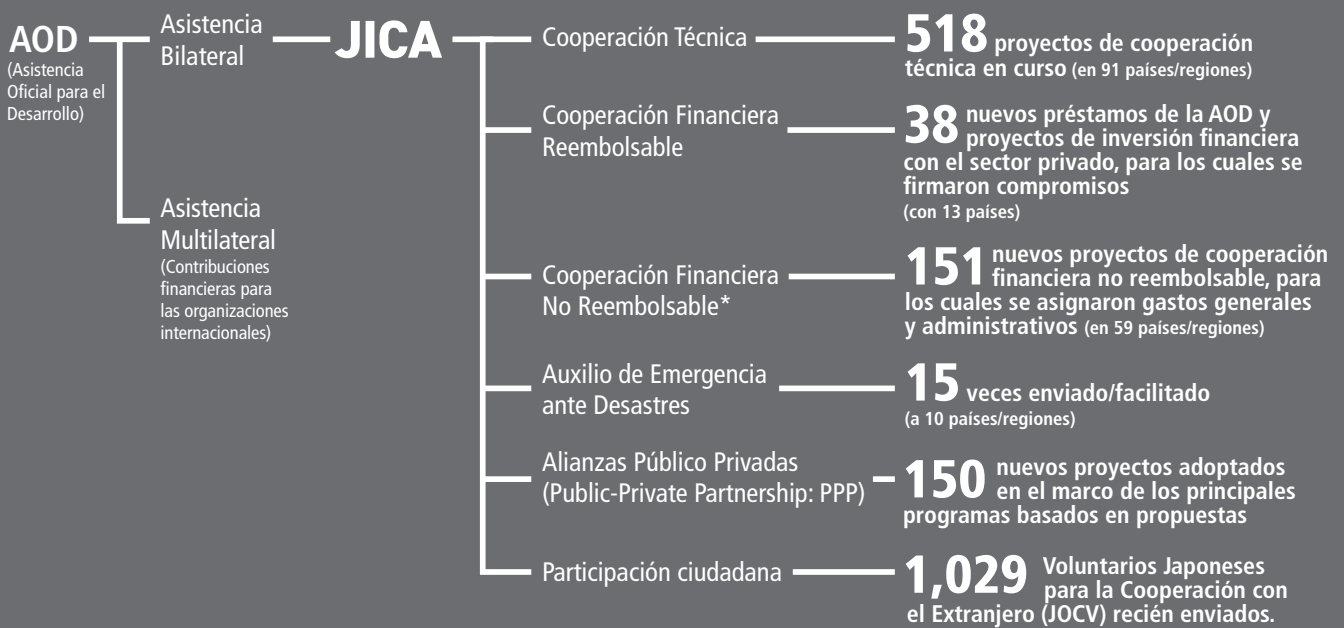 AOD
(Asistencia
Oficial para el
Desarrollo)
Asistencia
Bilateral
Asistencia
Multilateral
(Contribuciones
financieras para
las organizaciones
internacionales)
JICA
Cooperación Técnica
518 proyectos de cooperación
técnica en curso (en 91 países/regiones)
Cooperación Financiera
Reembolsable
38 nuevos préstamos de la AOD y
proyectos de inversión financiera
con el sector privado, para los cuales se
firmaron compromisos
(con 13 países)
Cooperación Financiera
No Reembolsable*
151 nuevos proyectos de cooperación
financiera no reembolsable, para
los cuales se asignaron gastos generales
y administrativos (en 59 países/regiones)
Auxilio de Emergencia
ante Desastres
15 veces enviado/facilitado
(a 10 países/regiones)
Alianzas Público Privadas
(Public-Private Partnership: PPP)
150 nuevos proyectos adoptados
en el marco de los principales
programas basados en propuestas
Participación ciudadana
1,029 Voluntarios Japoneses
para la Cooperación con
el Extranjero (JOCV) recién enviados.